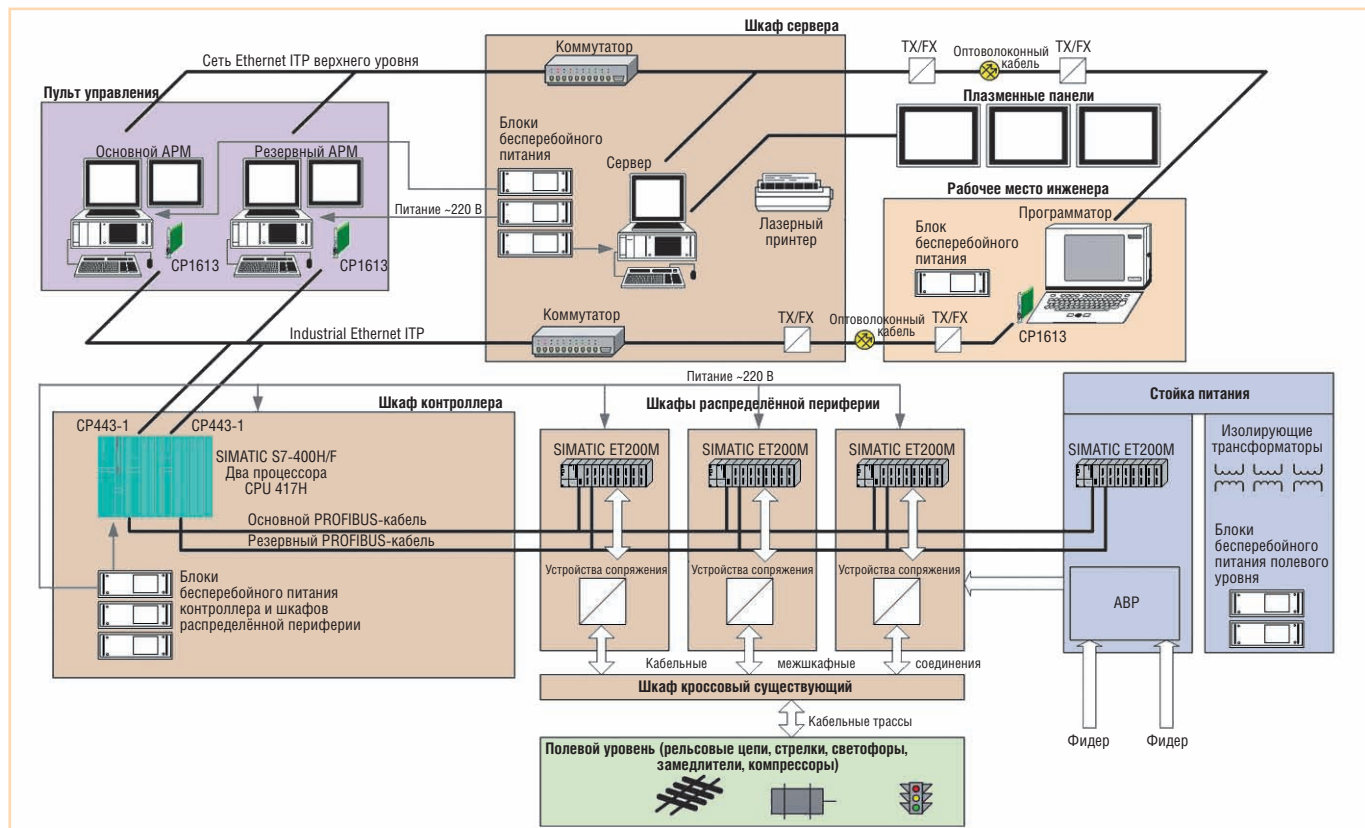 Шкаф сервера
Коммутатор
TX/FX
Оптоволоконный
кабель
TX/FX
Сеть Ethernet ITP верхнего уровня
Пульт управления
Плазменные панели
Блоки
бесперебойного
питания
Основной АРМ
Резервный АРМ
Сервер
Питание ~220 В
Лазерный
принтер
CP1613
CP1613
Рабочее место инженера
Программатор
Блок
бесперебойного
питания
CP1613
Industrial Ethernet ITP
Коммутатор
TX/FX
Оптоволоконный
кабель
TX/FX
Питание ~220 В
Шкаф контроллера
Шкафы распределённой периферии
Стойка питания
CP443-1
CP443-1
SIMATIC S7-400H/F
Два процессора
CPU 417H
SIMATIC ET200M
SIMATIC ET200M
SIMATIC ET200M
SIMATIC ET200M
Изолирующие
трансформаторы
Основной PROFIBUS-кабель
Резервный PROFIBUS-кабель
Блоки
бесперебойного питания
контроллера и шкафов
распределённой периферии
Устройства сопряжения
Устройства сопряжения
Устройства сопряжения
Блоки
бесперебойного
питания полевого
уровня
АВР
Кабельные
межшкафные
соединения
Шкаф кроссовый существующий
Кабельные трассы
Фидер
Фидер
Полевой уровень (рельсовые цепи, стрелки, светофоры,
замедлители, компрессоры)